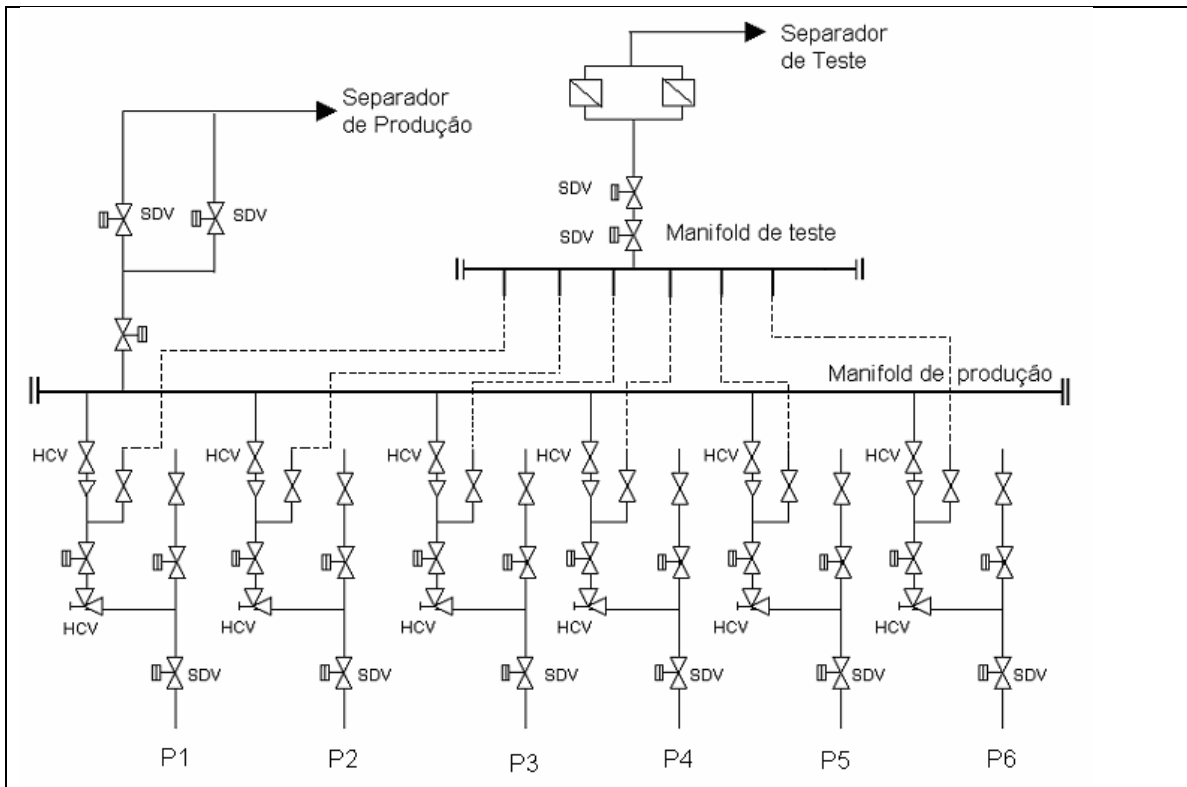 Separador
de Teste
Separador
de Produção
SDV
SDV
SDV
SDV
Manifold de teste
Manifold de produção
HCV
HCV
HCV
HCV
HCV
HCV
HCV
HCV
HCV
HCV
HCV
HCV
SDV
SDV
SDV
SDV
SDV
SDV
P1
P2
P3
P4
P5
P6